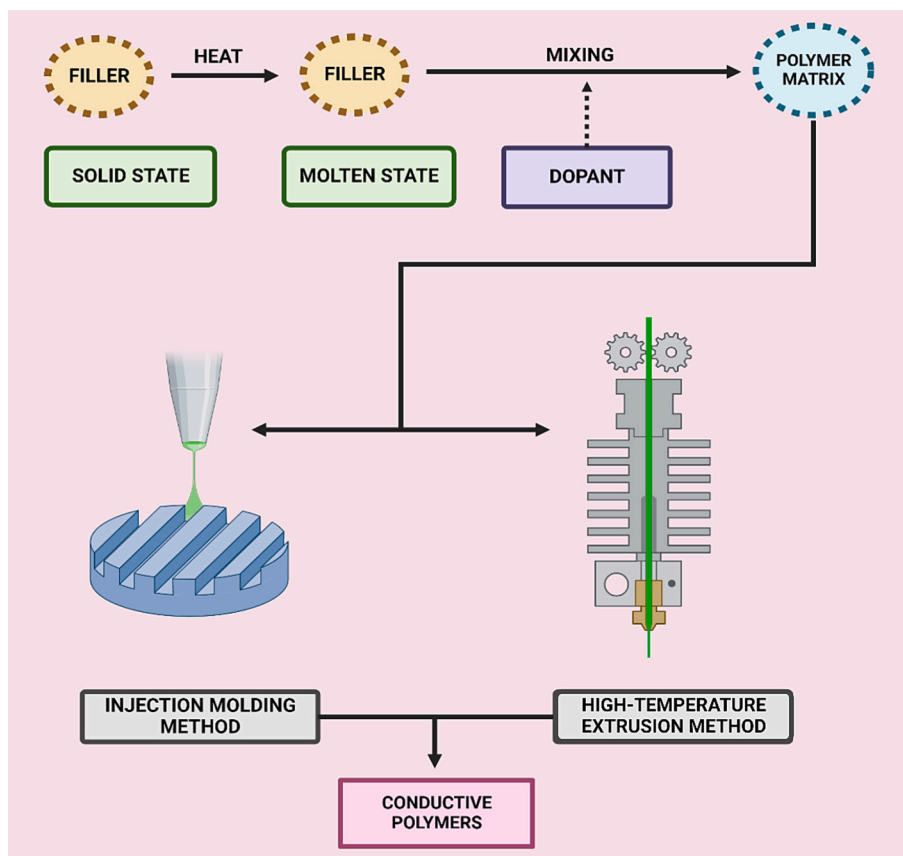 HEAT
MIXING
FILLER
FILLER
POLYMER
MATRIX
SOLID STATE
MOLTEN STATE
DOPANT
INJECTION MOLDING
METHOD
HIGH-TEMPERATURE
EXTRUSION METHOD
CONDUCTIVE
POLYMERS